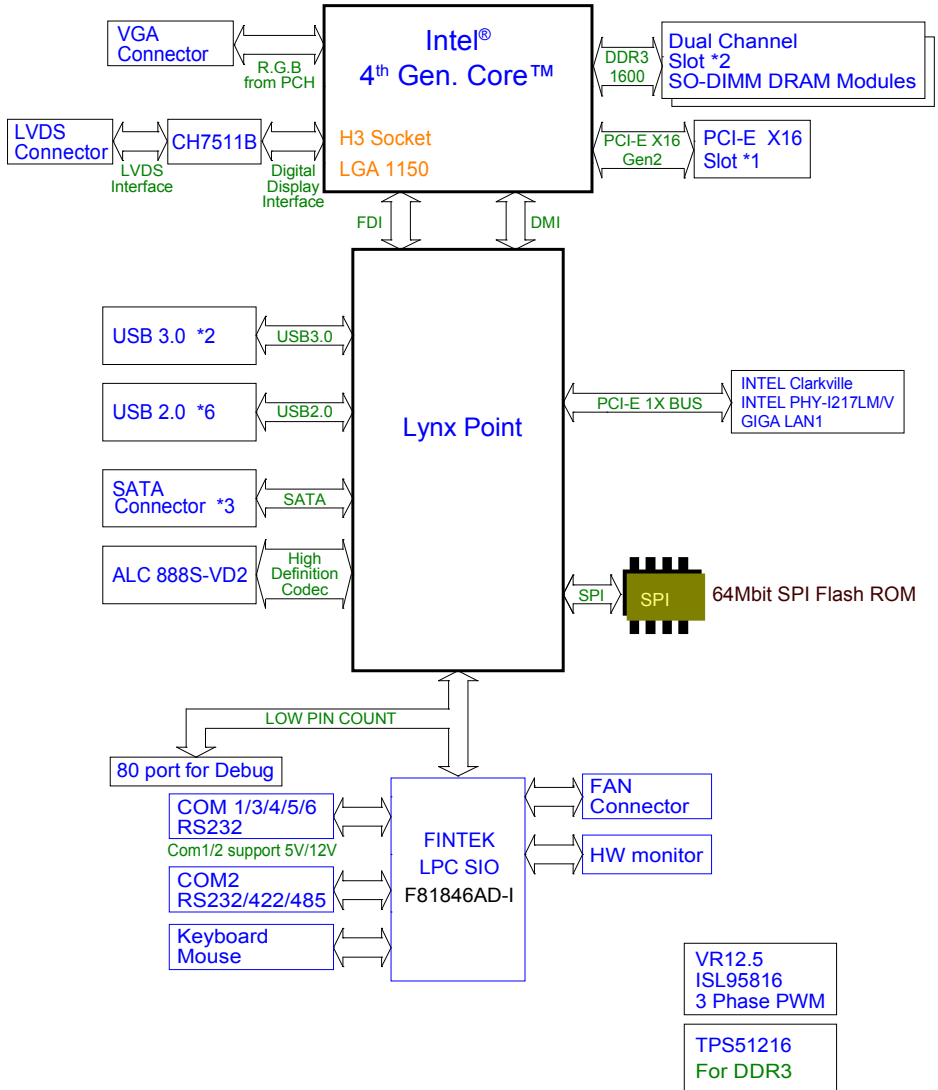 VGA
Connector
R.G.B
from PCH
Intel®
4th Gen. Core™
H3 Socket
LGA 1150
DDR3
1600
Dual Channel
Slot *2
SO-DIMM DRAM Modules
LVDS
Connector
LVDS
Interface
CH7511B
Digital
Display
Interface
PCI-E X16
Gen2
PCI-E X16
Slot *1
FDI
DMI
Lynx Point
USB 3.0 *2
USB3.0
USB 2.0 *6
USB2.0
SATA
Connector *3
SATA
ALC 888S-VD2
High
Definition
Codec
PCI-E 1X BUS
INTEL Clarkville
INTEL PHY-I217LM/V
GIGA LAN1
SPI
SPI
64Mbit SPI Flash ROM
LOW PIN COUNT
80 port for Debug
COM 1/3/4/5/6
RS232
Com1/2 support 5V/12V
COM2
RS232/422/485
Keyboard
Mouse
FINTEK
LPC SIO
F81846AD-I
FAN
Connector
HW monitor
VR12.5
ISL95816
3 Phase PWM
TPS51216
For DDR3